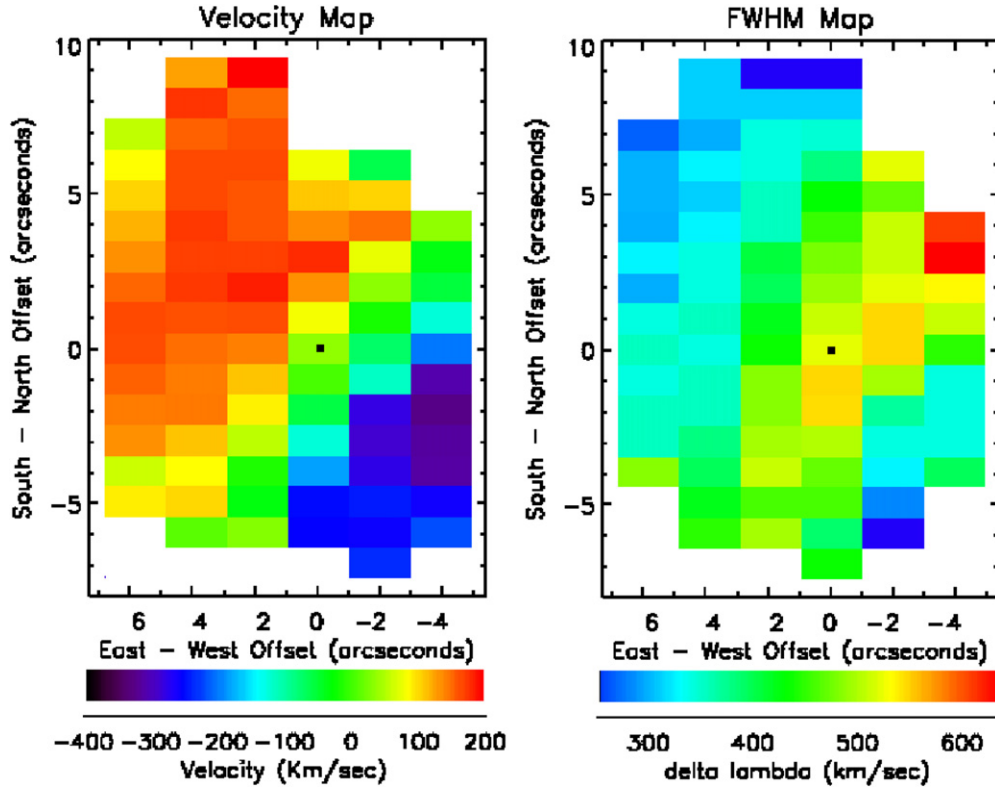 Velocity Map
10
5
0
-5
South - North Offset (arcseconds)
6 4 2 0 -2 -4
East - West Offset (arcseconds)
-400 -300 -200 -100 0 100 200
Velocity (Km/sec)
FWHM Map
10
5
0
-5
South - North Offset (arcseconds)
6 4 2 0 -2 -4
East - West Offset (arcseconds)
300 400 500 600
delta lambda (km/sec)